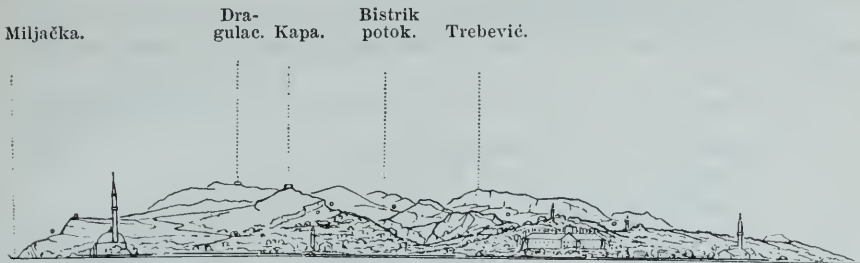 Miljačka.
Dra-
gulac.
Kapa.
Bistrik
potok.
Trebević.